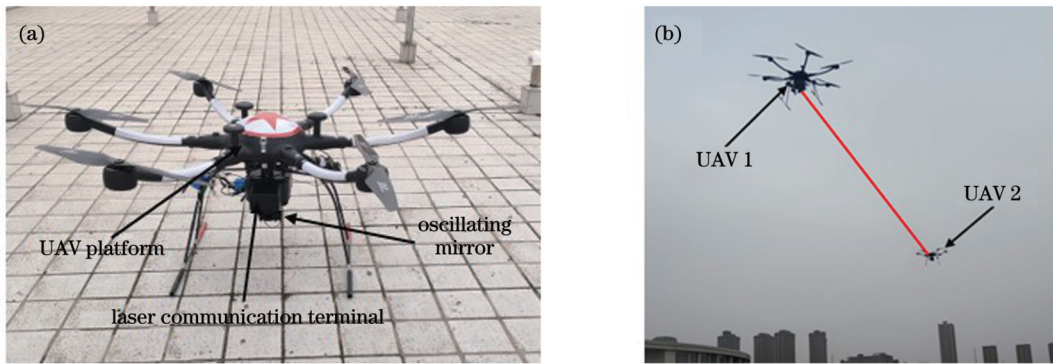 (a)
UAV platform
oscillating
mirror
laser communication terminal
(b)
UAV 1
UAV 2